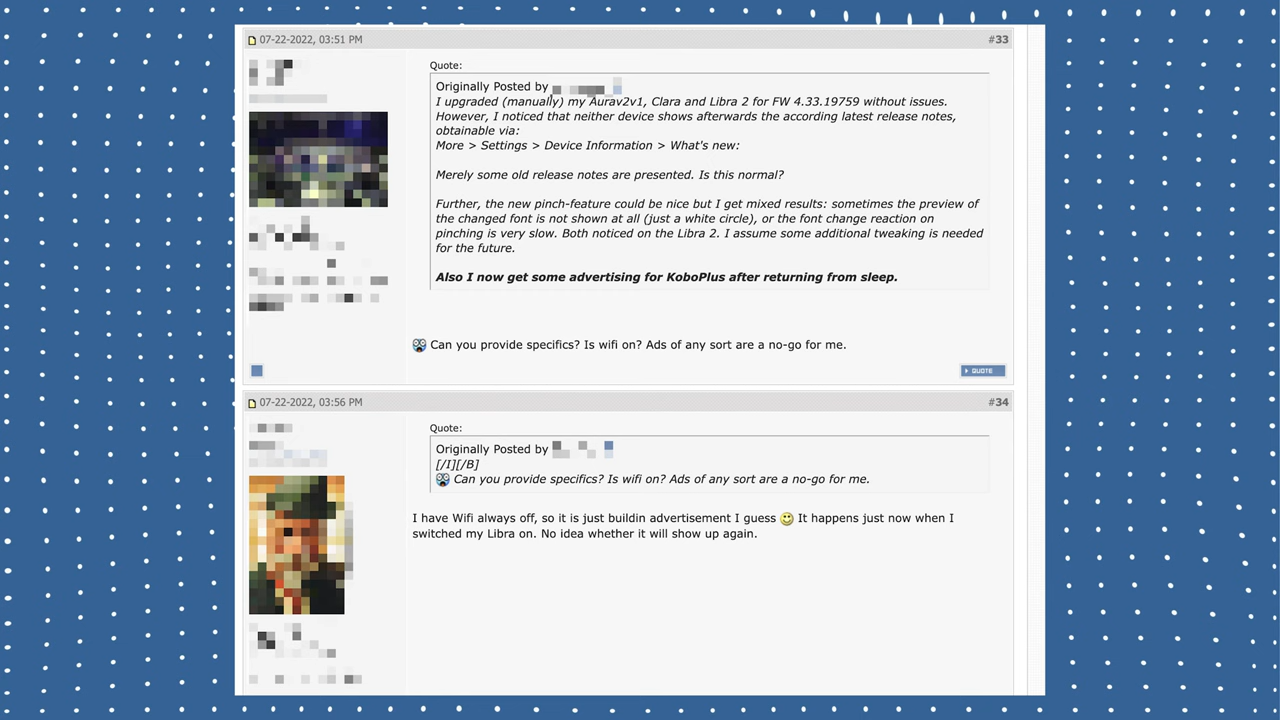 07-22-2022, 03:51 PM
#33
Quote:
Originally Posted by
I upgraded (manually) my Aurav2v1, Clara and Libra 2 for FW 4.33.19759 without issues.
However, I noticed that neither device shows afterwards the according latest release notes,
obtainable via:
More > Settings > Device Information > What's new:
Merely some old release notes are presented. Is this normal?
Further, the new pinch-feature could be nice but I get mixed results: sometimes the preview of
the changed font is not shown at all (just a white circle), or the font change reaction on
pinching is very slow. Both noticed on the Libra 2. I assume some additional tweaking is needed
for the future.
Also I now get some advertising for KoboPlus after returning from sleep.
Can you provide specifics? Is wifi on? Ads of any sort are a no-go for me.
QUOTE
07-22-2022, 03:56 PM
#34
Quote:
Originally Posted by
[/I][/B]
Can you provide specifics? Is wifi on? Ads of any sort are a no-go for me.
I have Wifi always off, so it is just buildin advertisement I guess It happens just now when I
switched my Libra on. No idea whether it will show up again.